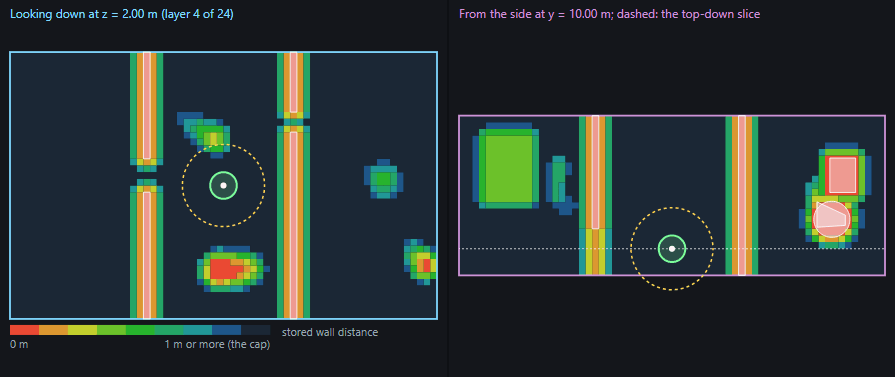 Looking down at z = 2.00 m (layer 4 of 24)
From the side at y = 10.00 m; dashed: the top-down slice
stored wall distance
0 m
1 m or more (the cap)